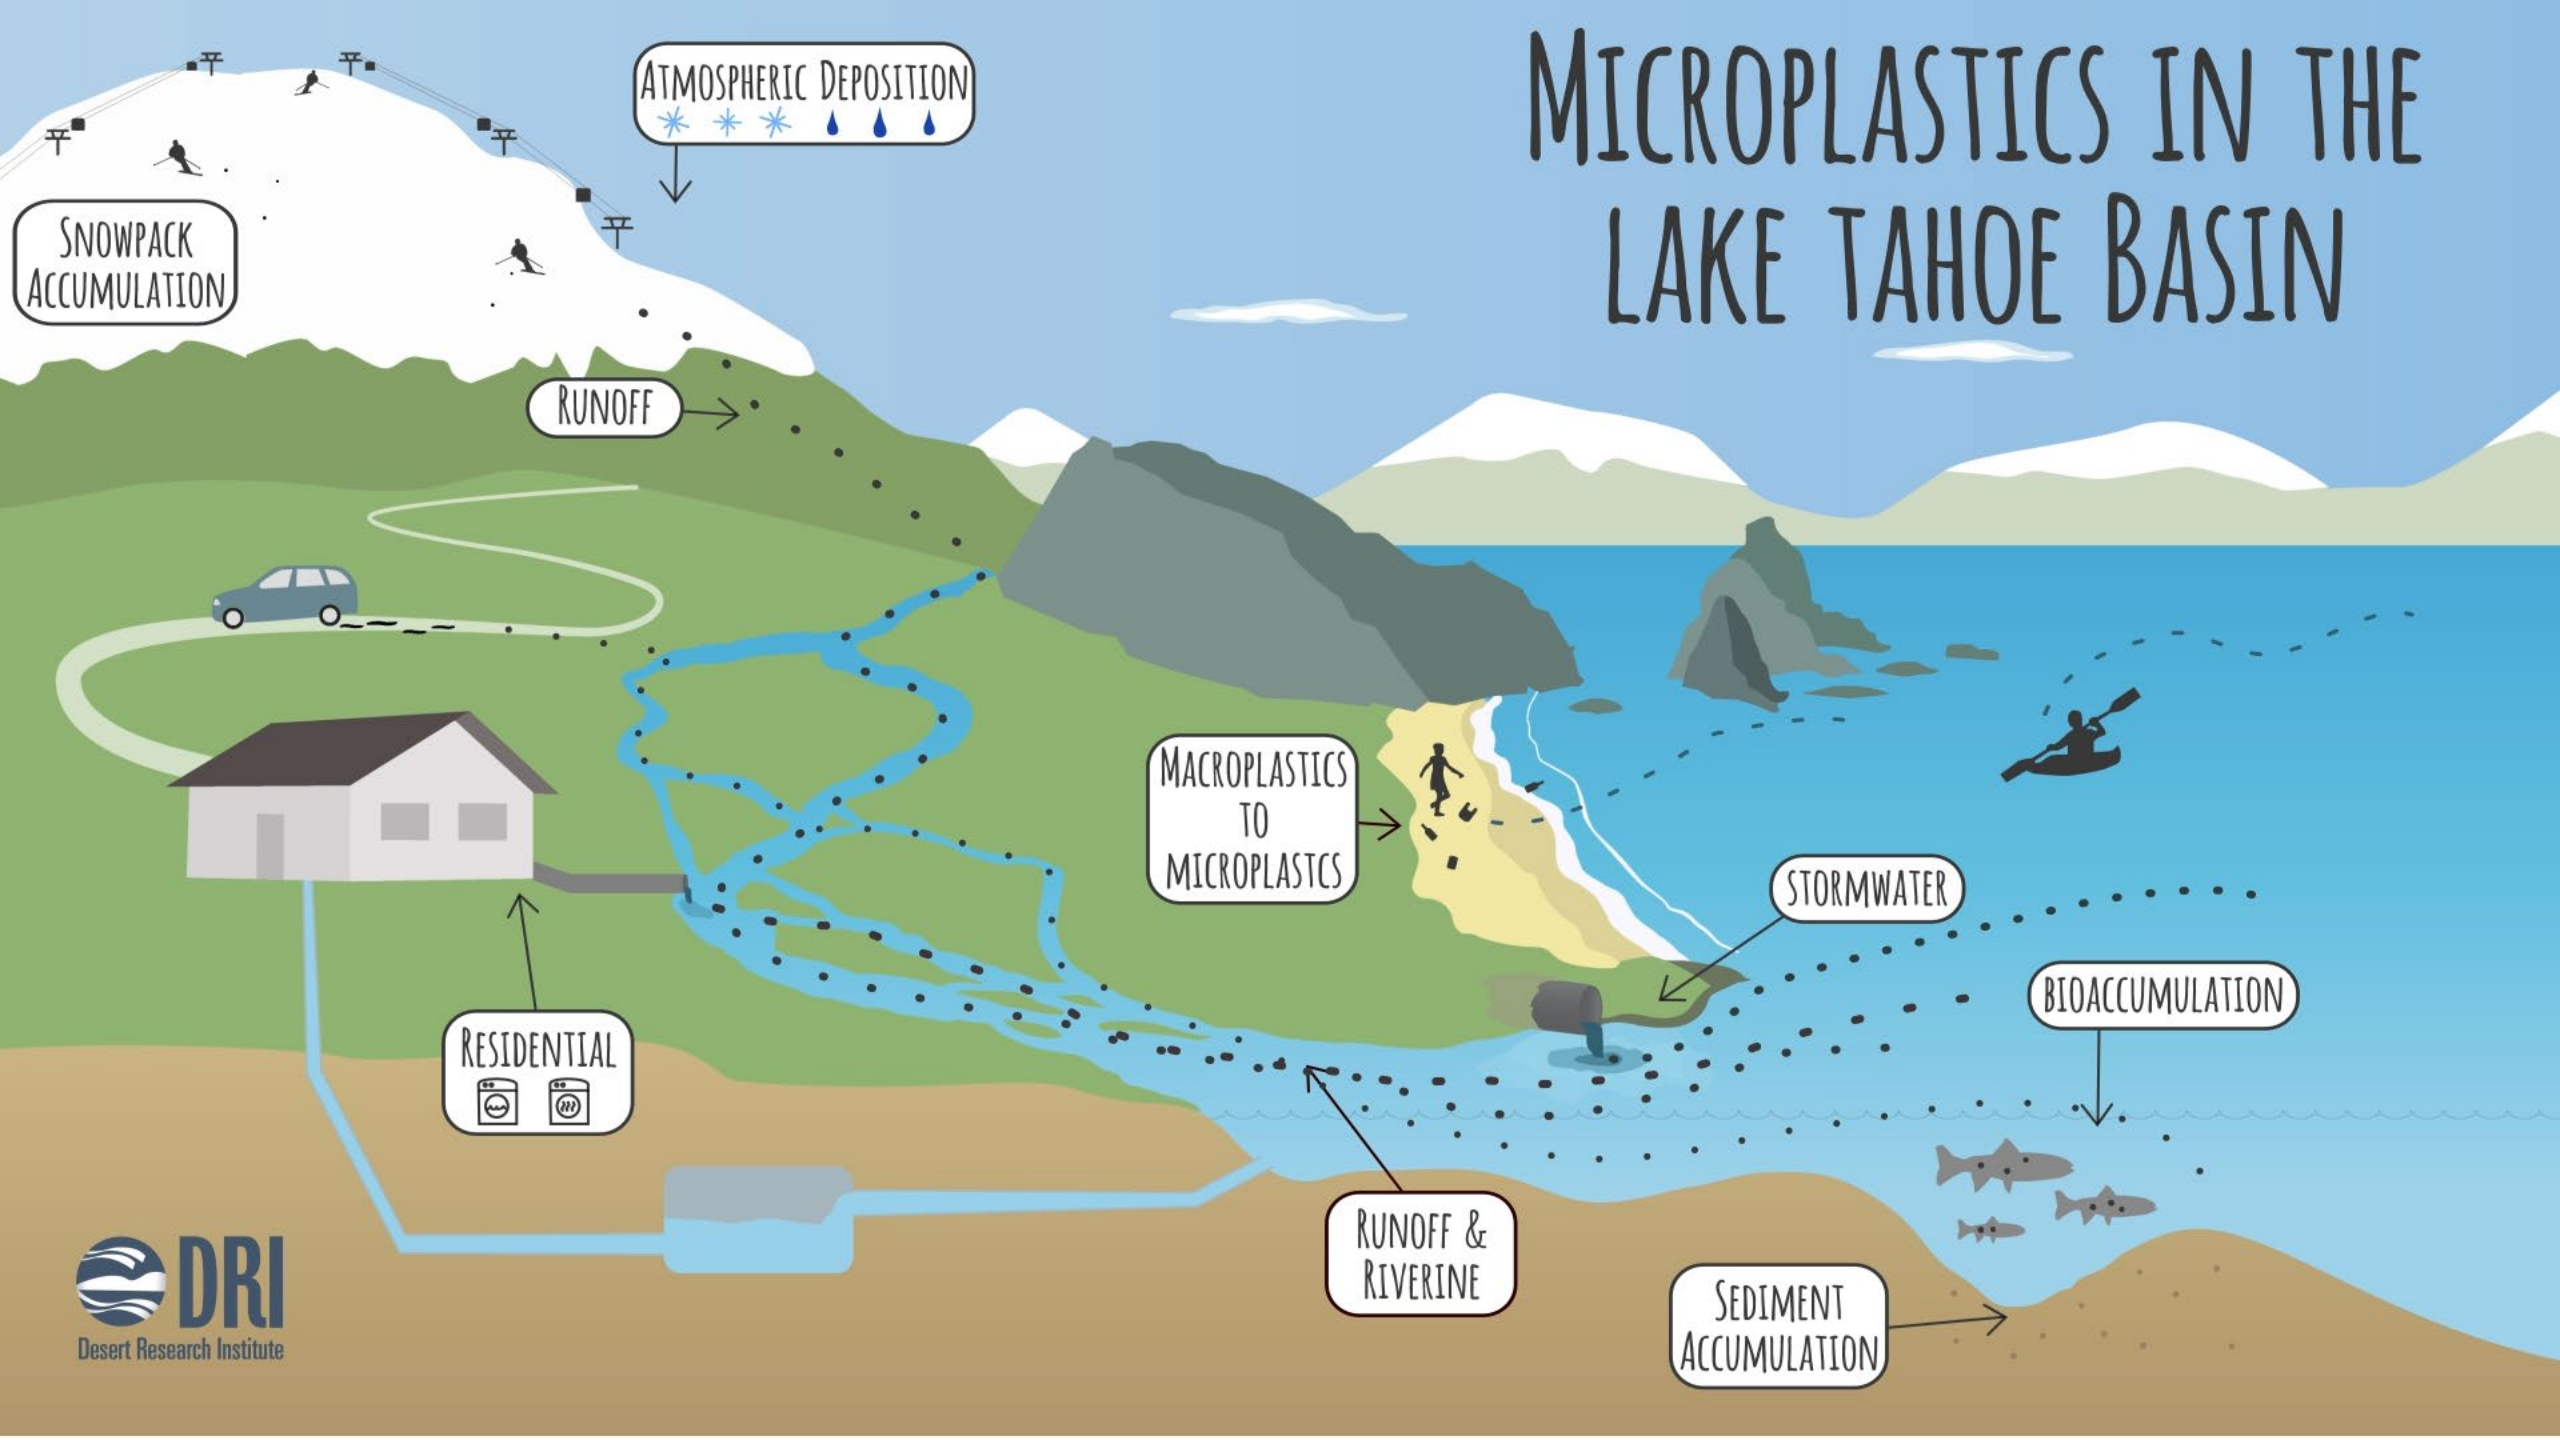 MICROPLASTICS IN THE
LAKE TAHOE BASIN
ATMOSPHERIC DEPOSITION
SNOWPACK
ACCUMULATION
RUNOFF
MACROPLASTICS
TO
MICROPLASTCS
STORMWATER
BIOACCUMULATION
RESIDENTIAL
RUNOFF &
RIVERINE
SEDIMENT
ACCUMULATION
DRI
Desert Research Institute